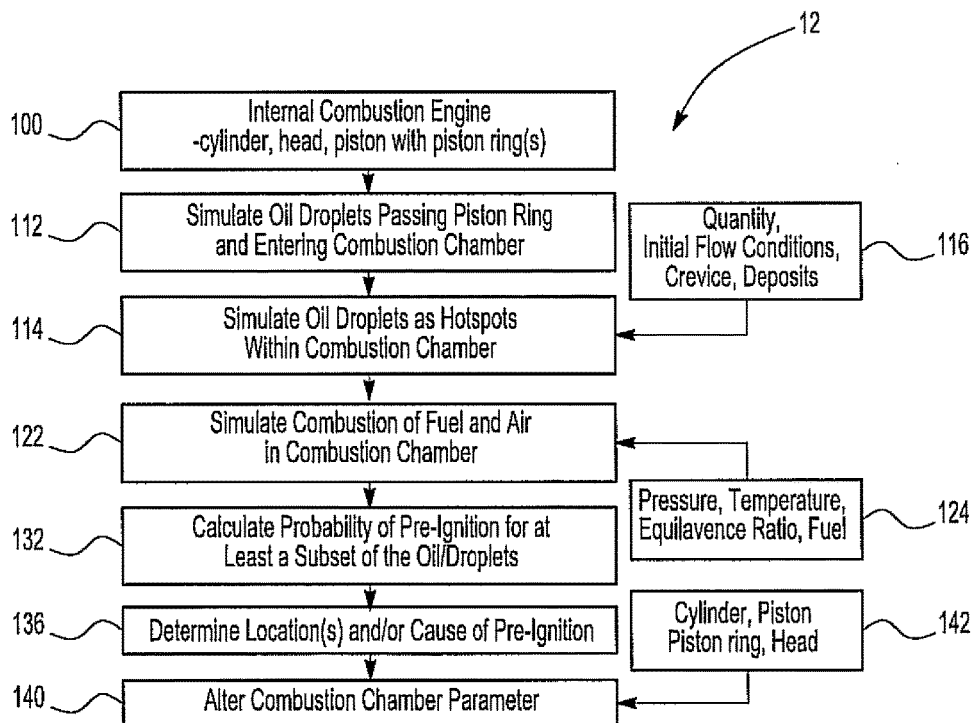 12
100
Internal Combustion Engine
-cylinder, head, piston with piston ring(s)
112
Simulate Oil Droplets Passing Piston Ring
and Entering Combustion Chamber
Quantity,
Initial Flow Conditions,
Crevice, Deposits
116
114
Simulate Oil Droplets as Hotspots
Within Combustion Chamber
122
Simulate Combustion of Fuel and Air
in Combustion Chamber
Pressure, Temperature,
Equilavence Ratio, Fuel
124
132
Calculate Probability of Pre-Ignition for at
Least a Subset of the Oil/Droplets
136
Determine Location(s) and/or Cause of Pre-Ignition
Cylinder, Piston
Piston ring, Head
142
140
Alter Combustion Chamber Parameter